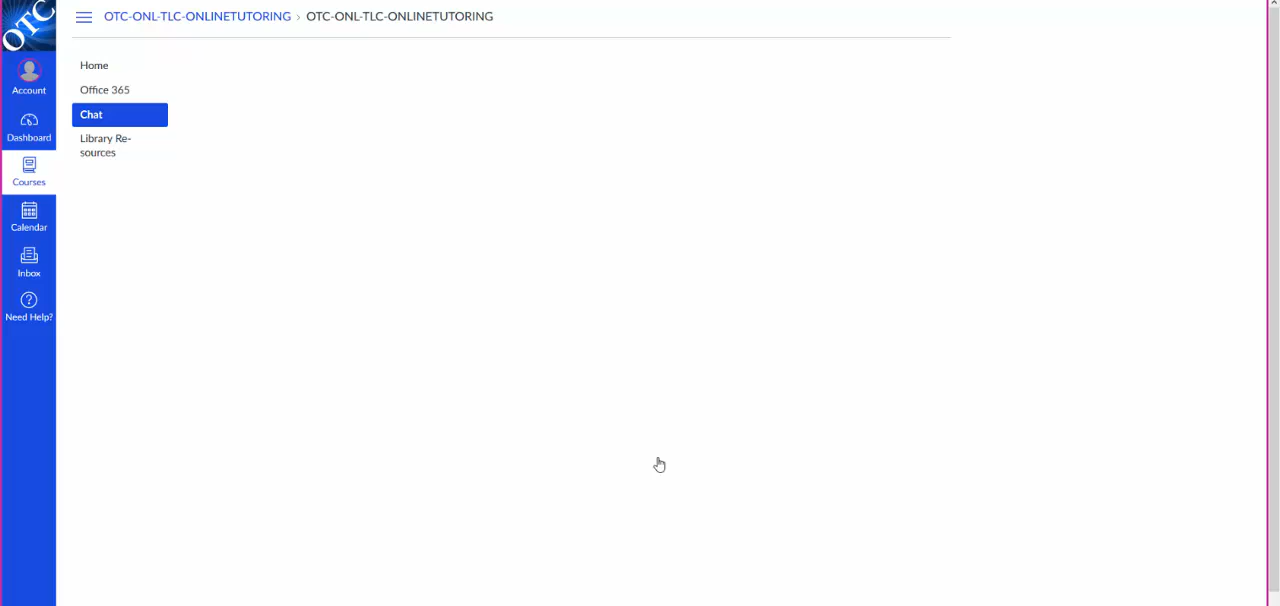 OTC
OTC-ONL-TLC-ONLINETUTORING › OTC-ONL-TLC-ONLINETUTORING
Account
Dashboard
Courses
Calendar
Inbox
Need Help?
Home
Office 365
Chat
Library Re-
sources